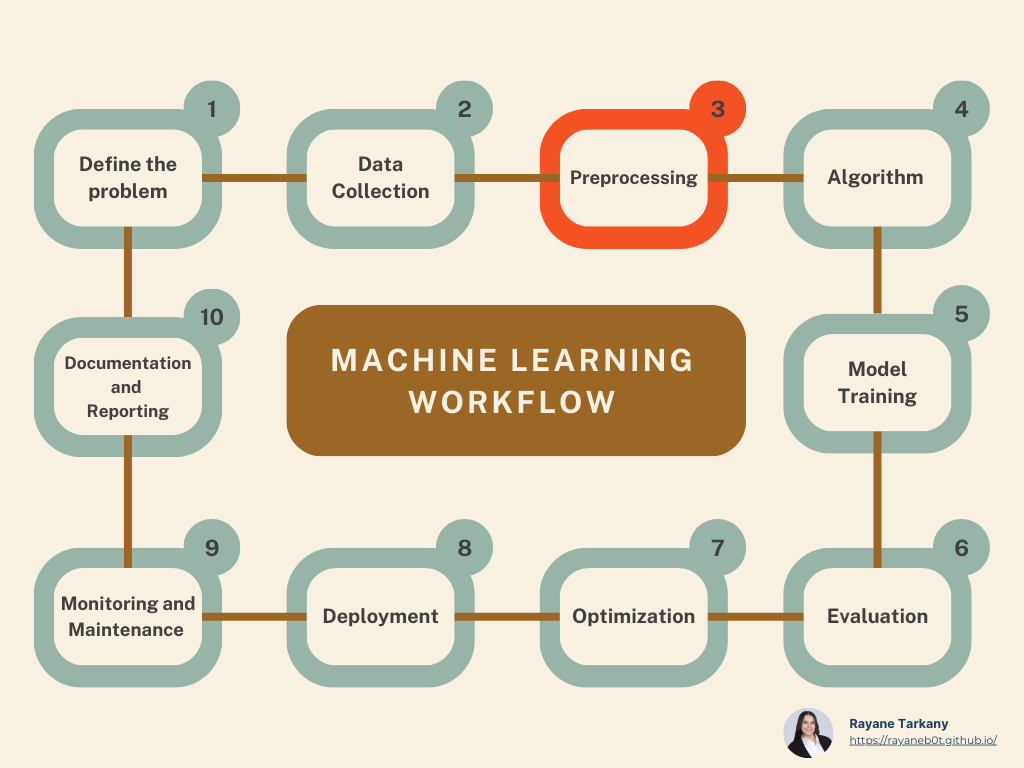 1
Define the
problem
2
Data
Collection
3
Preprocessing
4
Algorithm
5
Model
Training
6
Evaluation
7
Optimization
8
Deployment
9
Monitoring and
Maintenance
10
Documentation
and
Reporting
MACHINE LEARNING
WORKFLOW
Rayane Tarkany
https://rayaneb0t.github.io/